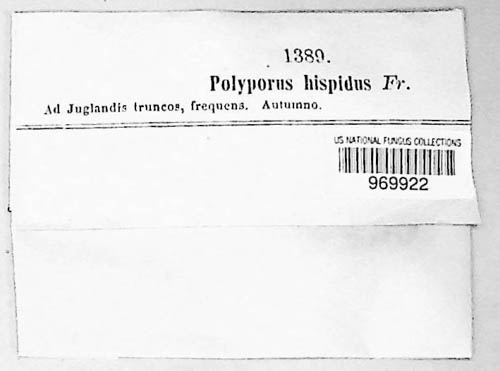 1389.
Polyporus hispidus Fr.
Ad Juglandis truncos, frequens. Autumno.
US NATIONAL FUNGUS COLLECTIONS
969922